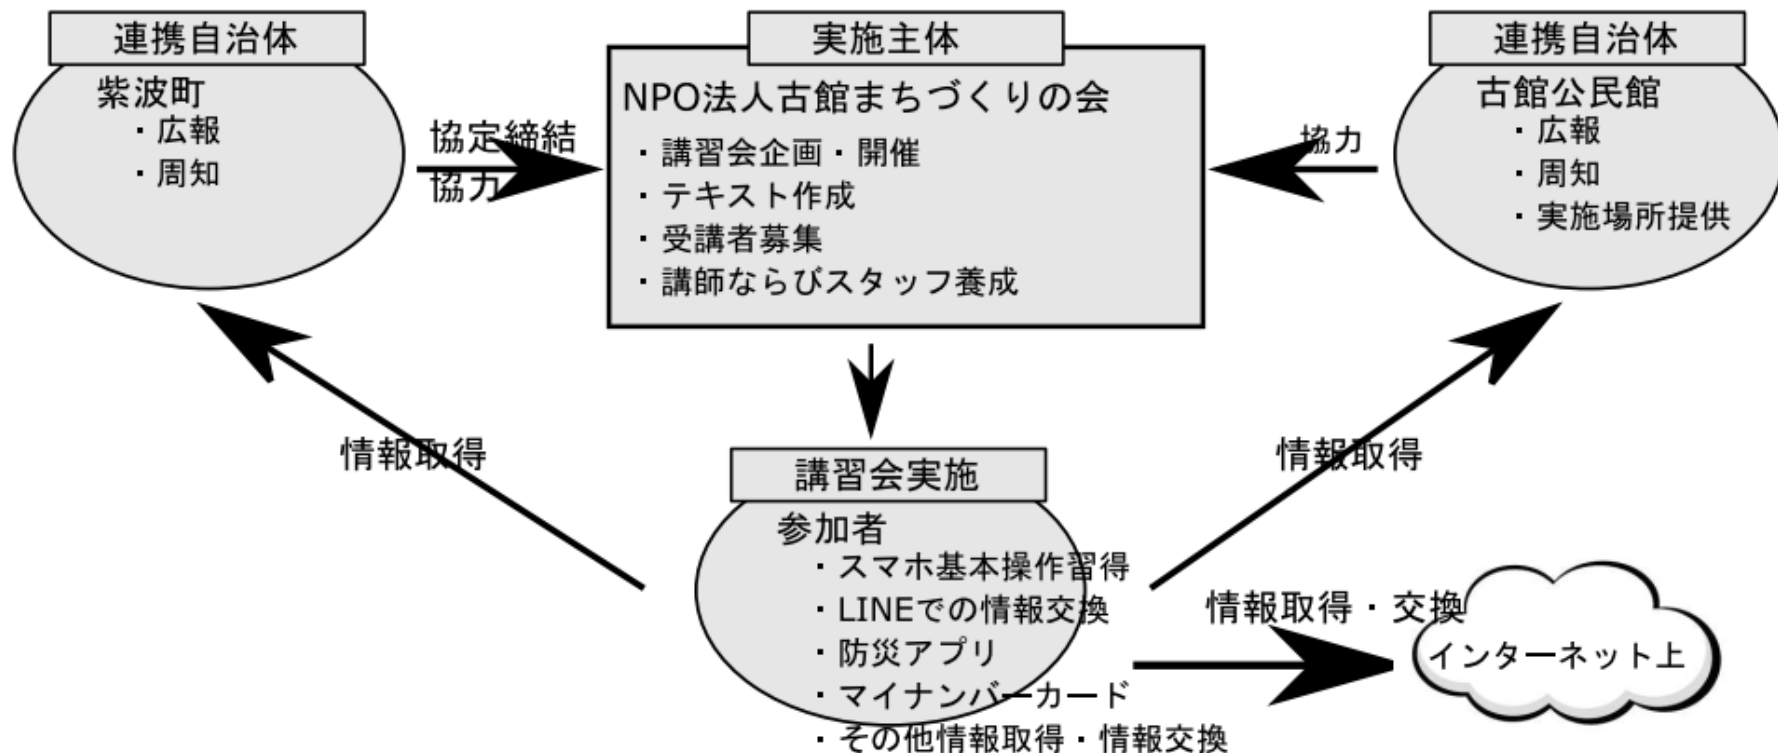 連携自治体
紫波町
・広報
・周知
協定締結
協力
実施主体
NPO法人古館まちづくりの会
・講習会企画・開催
・テキスト作成
・受講者募集
・講師ならびスタッフ養成
協力
連携自治体
古館公民館
・広報
・周知
・実施場所提供
情報取得
情報取得
講習会実施
参加者
・スマホ基本操作習得
・LINEでの情報交換
・防災アプリ
・マイナンバーカード
・その他情報取得・情報交換
情報取得・交換
インターネット上